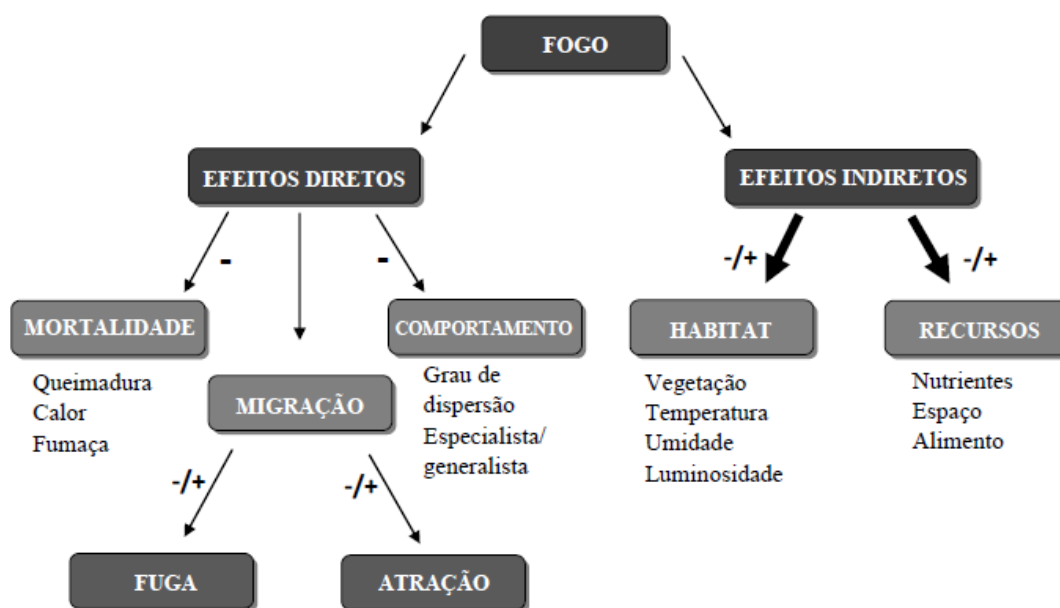 FOGO
EFEITOS DIRETOS
EFEITOS INDIRETOS
-
-
-/+
-/+
MORTALIDADE
Queimadura
Calor
Fumaça
MIGRAÇÃO
COMPORTAMENTO
Grau de
dispersão
Especialista/
generalista
HABITAT
Vegetação
Temperatura
Umidade
Luminosidade
RECURSOS
Nutrientes
Espaço
Alimento
-/+
-/+
FUGA
ATRAÇÃO